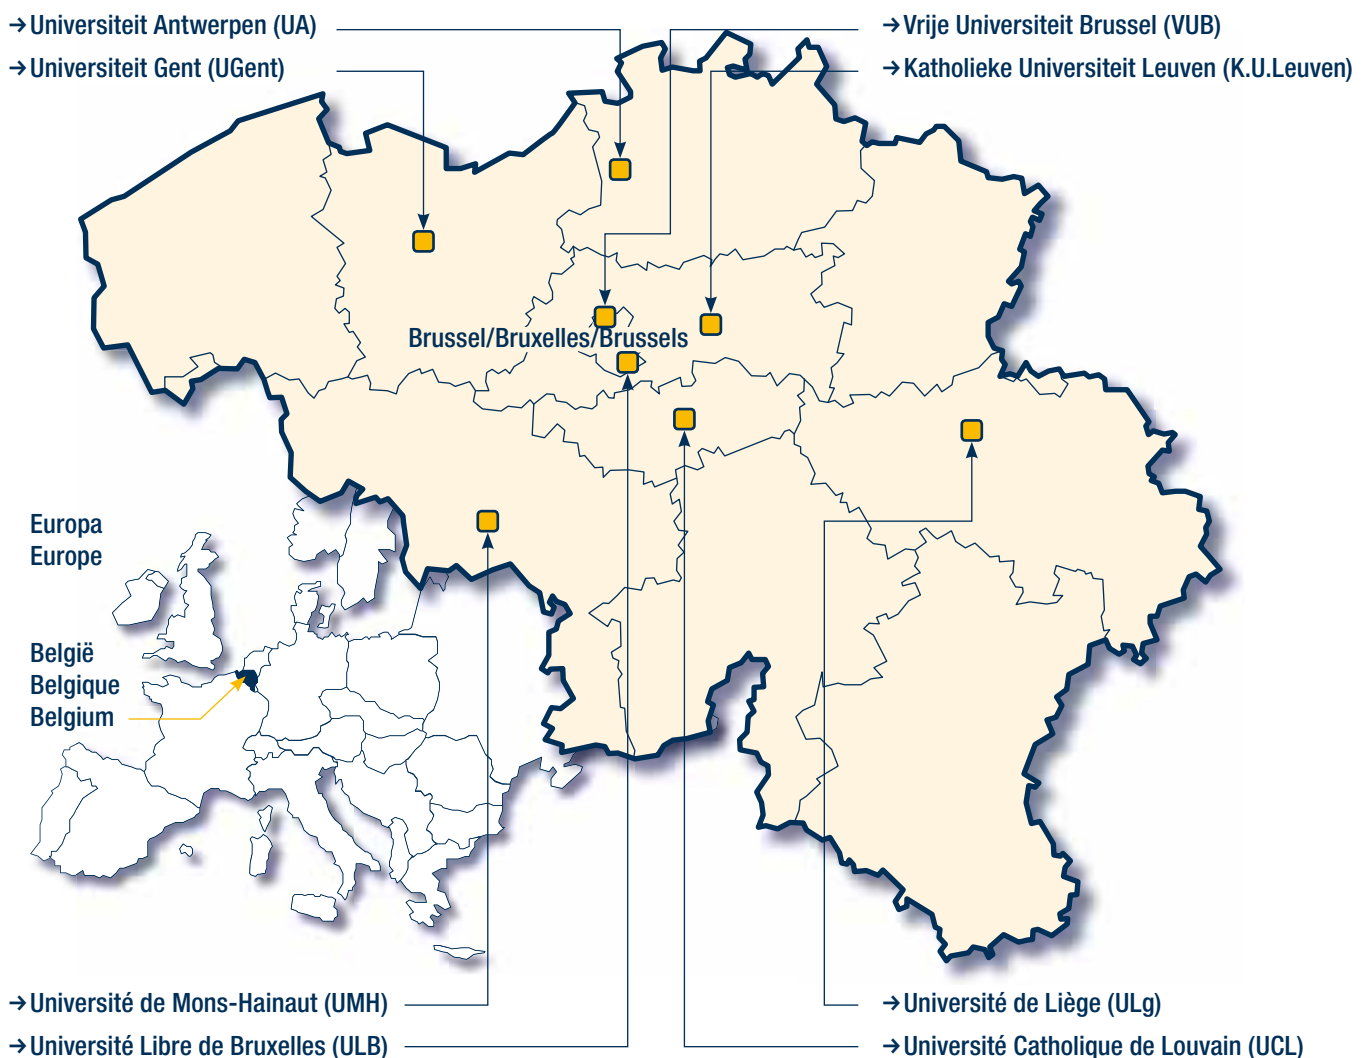 →Universiteit Antwerpen (UA)
→Universiteit Gent (UGent)
→Vrije Universiteit Brussel (VUB)
→Katholieke Universiteit Leuven (K.U.Leuven)
Brussel/Bruxelles/Brussels
Europa
Europe
België
Belgique
Belgium
→Université de Mons-Hainaut (UMH)
→Université Libre de Bruxelles (ULB)
→Université de Liège (ULg)
→Université Catholique de Louvain (UCL)